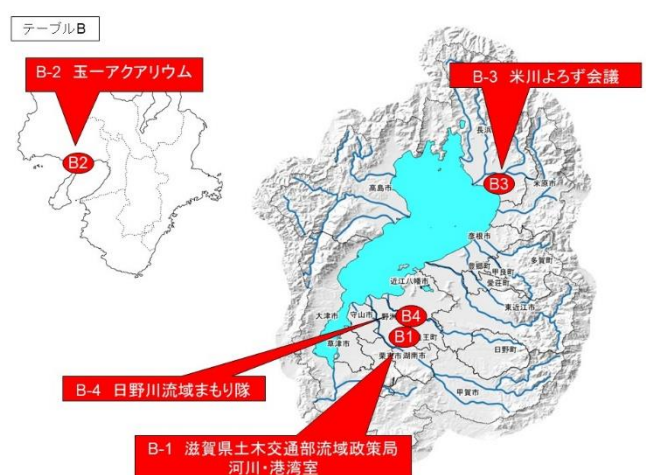 テーブルB
B-2 玉一アクアリウム
B-3 米川よろず会議
B2
長浜
B3
高島市
米原市
彦根市
多賀町
豊郷町
甲良町
愛荘町
近江八幡市
東近江市
大津市
守山市
野洲
B4
草津市
B1
王町
日野町
栗東市
湖南市
甲賀市
B-4 日野川流域まもり隊
B-1 滋賀県土木交通部流域政策局
河川・港湾室